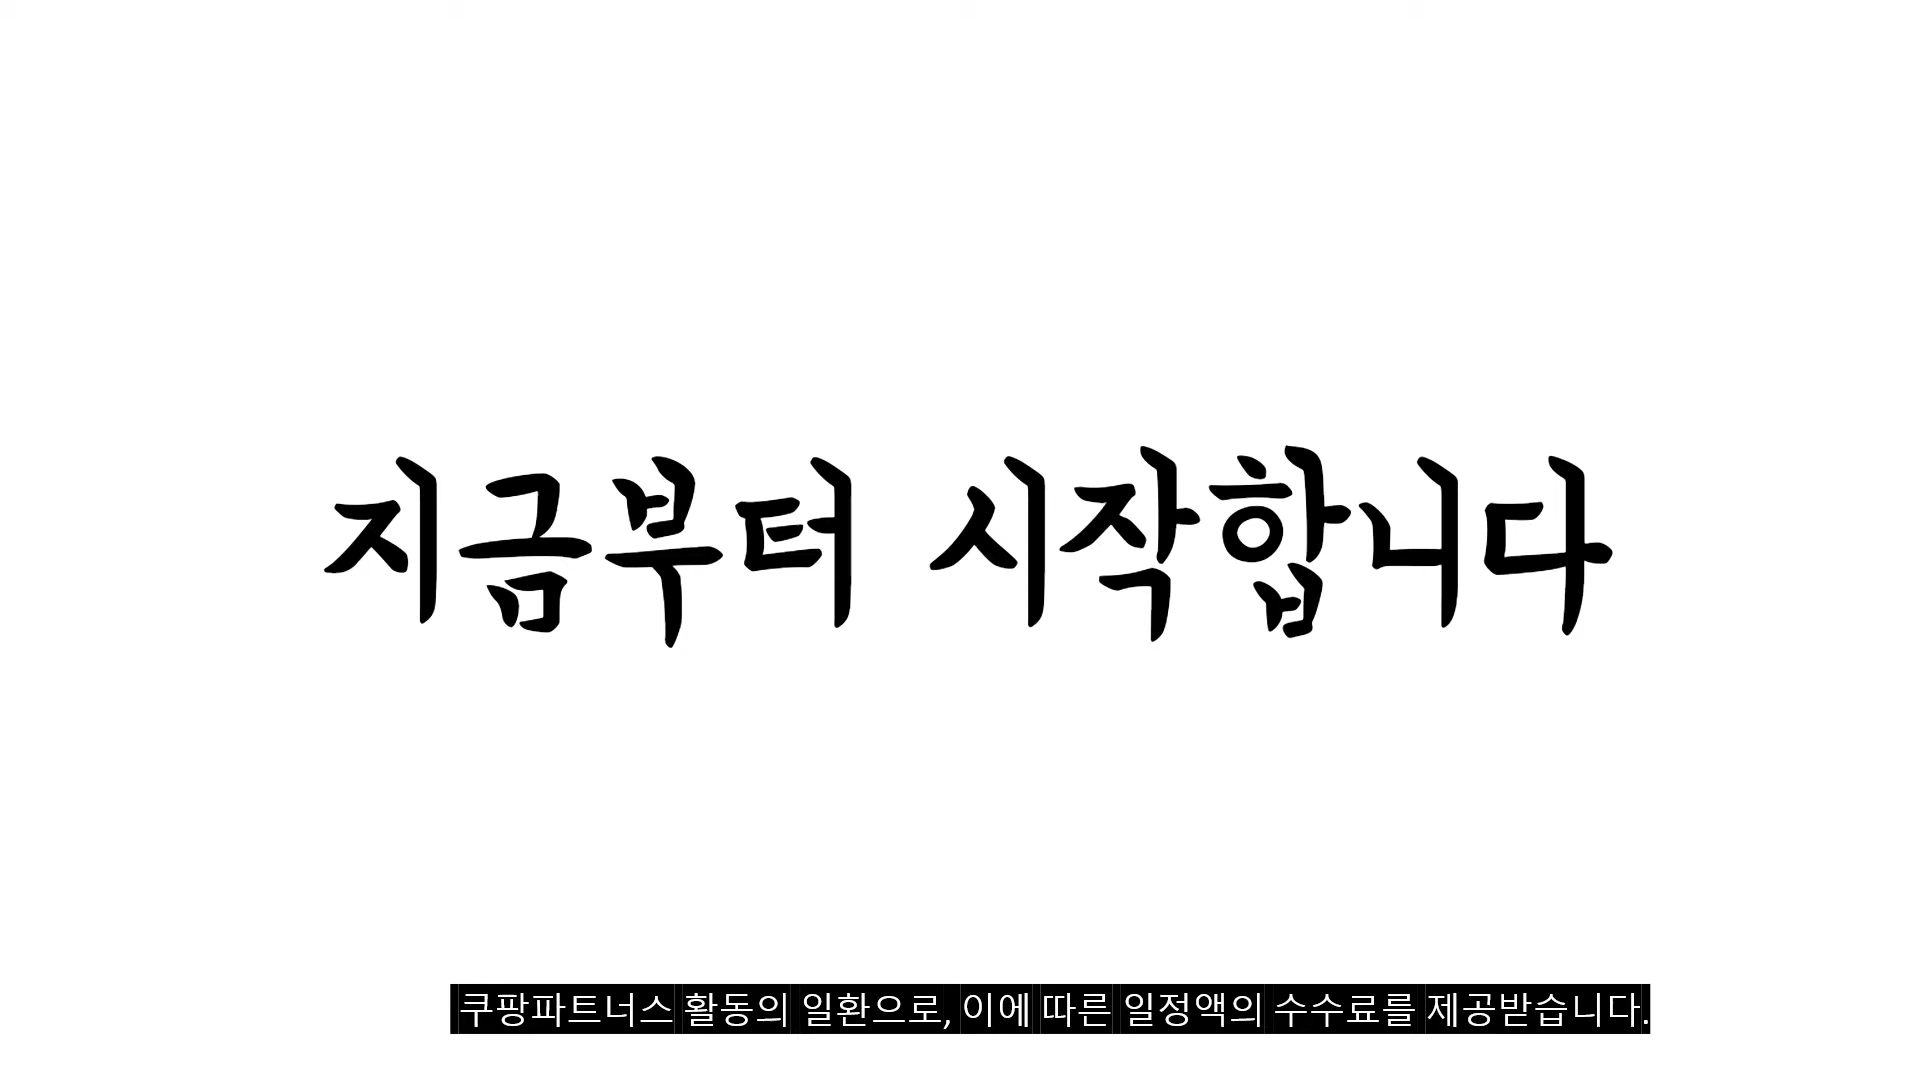 지금부터 시작합니다
쿠팡파트너스 활동의 일환으로, 이에 따른 일정액의 수수료를 제공받습니다.